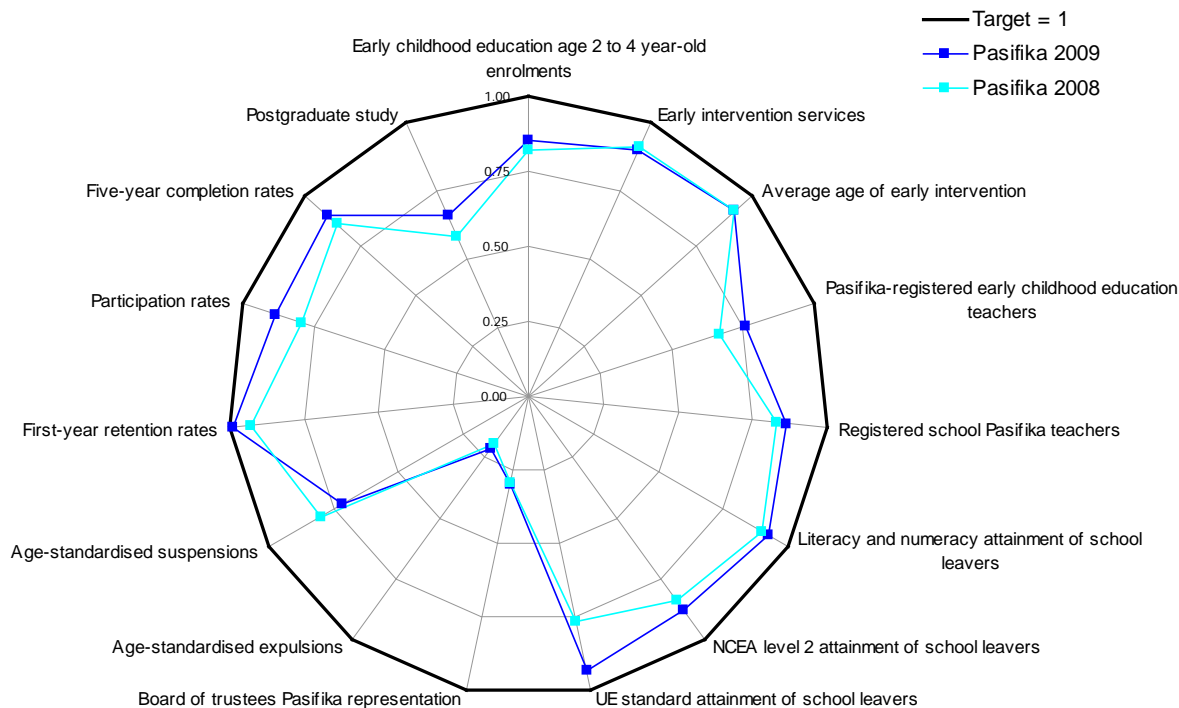 Target = 1
Pasifika 2009
Pasifika 2008
Early childhood education age 2 to 4 year-old
enrolments
Early intervention services
Average age of early intervention
Pasifika-registered early childhood education
teachers
Registered school Pasifika teachers
Literacy and numeracy attainment of school
leavers
NCEA level 2 attainment of school leavers
UE standard attainment of school leavers
Board of trustees Pasifika representation
Age-standardised expulsions
Age-standardised suspensions
First-year retention rates
Participation rates
Five-year completion rates
Postgraduate study
1.00
0.75
0.50
0.25
0.00